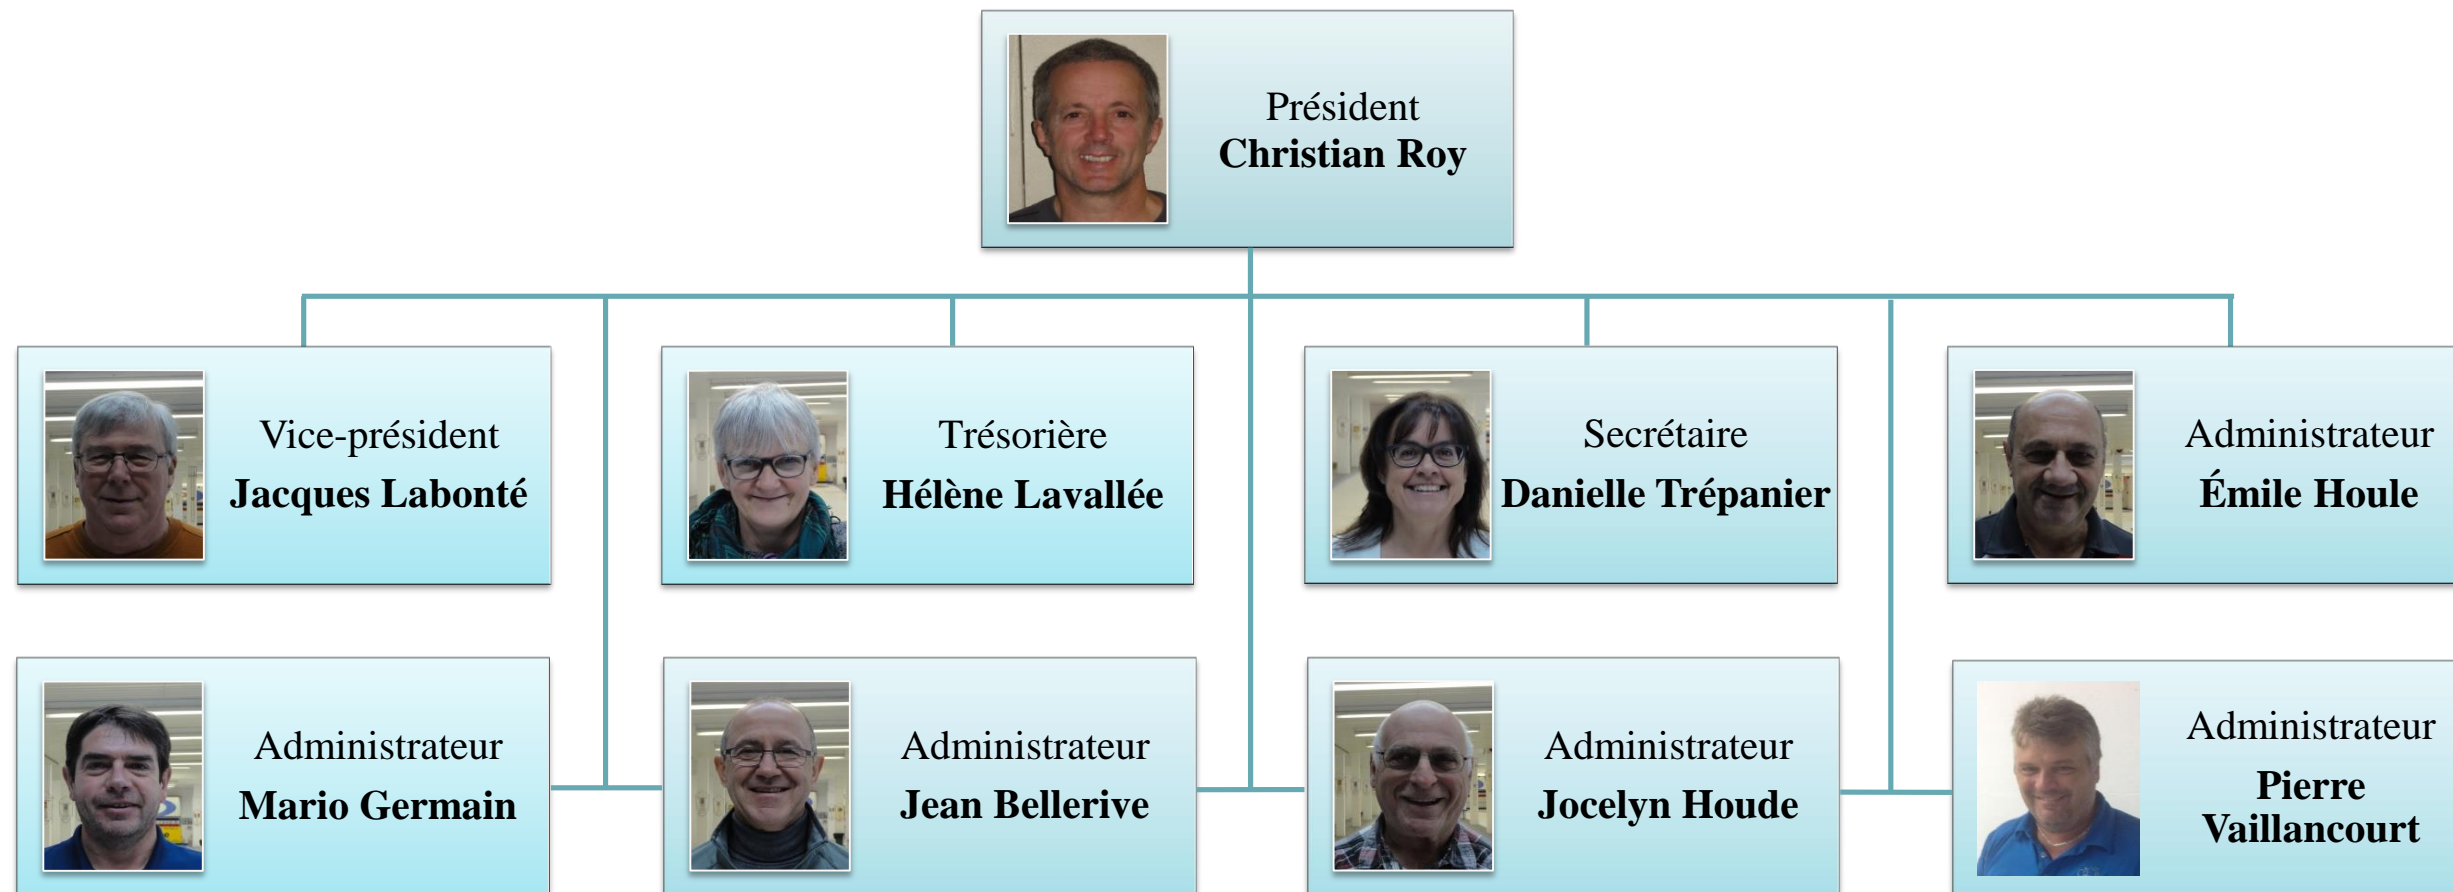 Président
Christian Roy
Vice-président
Jacques Labonté
Trésorière
Hélène Lavallée
Secrétaire
Danielle Trépanier
Administrateur
Émile Houle
Administrateur
Mario Germain
Administrateur
Jean Bellerive
Administrateur
Jocelyn Houde
Administrateur
Pierre
Vaillancourt